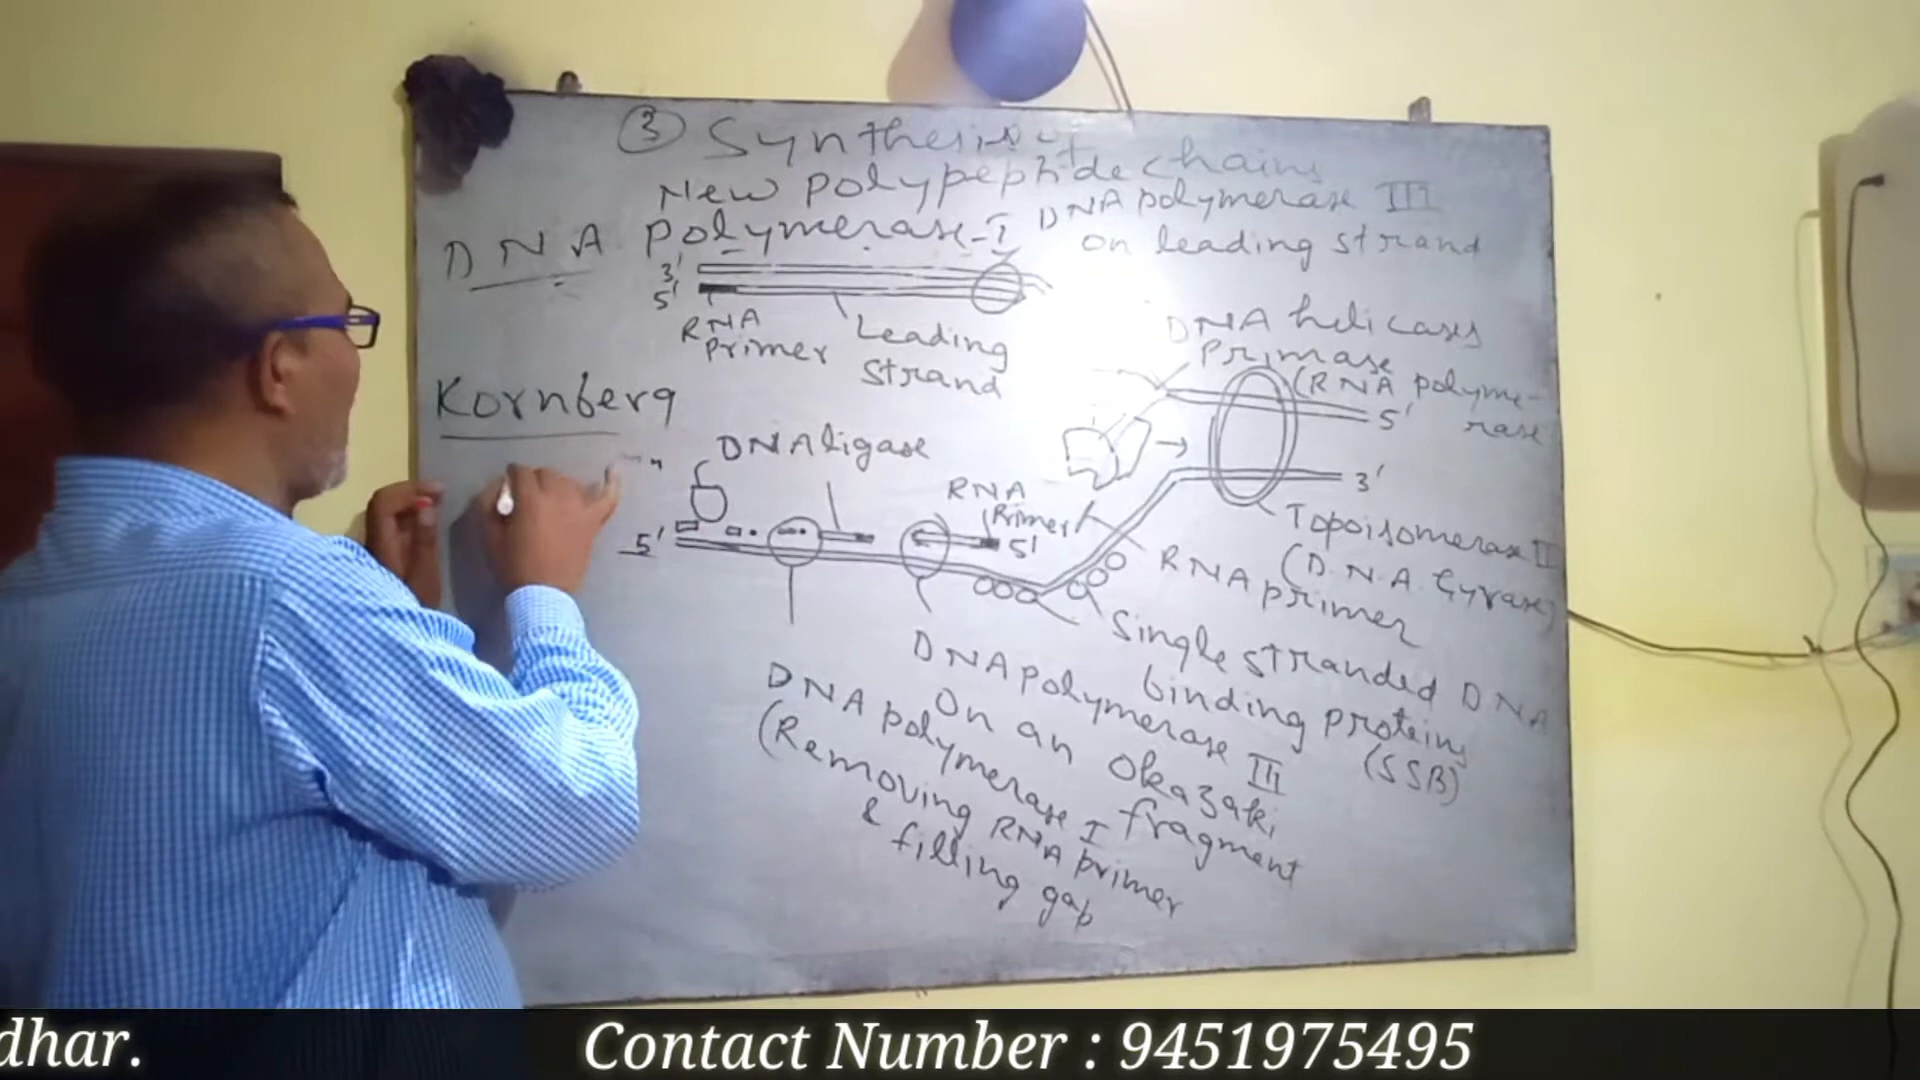 ③ Synthesis of
New polypeptide chains
DNA polymerase-I
DNA polymerase III
on leading strand
3'
5'
RNA
Primer
Leading
Strand
DNA helicases
Primase
(RNA polyme-
rase
5'
3'
Kornberg
DNA ligase
RNA
Primer
5'
5'
Topoisomerase II
(D.N.A. Gyrase)
RNA primer
Single stranded DNA
binding proteins
(SSB)
DNA polymerase III
on an okazaki
fragment
DNA polymerase I
(Removing RNA primer
& filling gap
dhar.
Contact Number : 9451975495